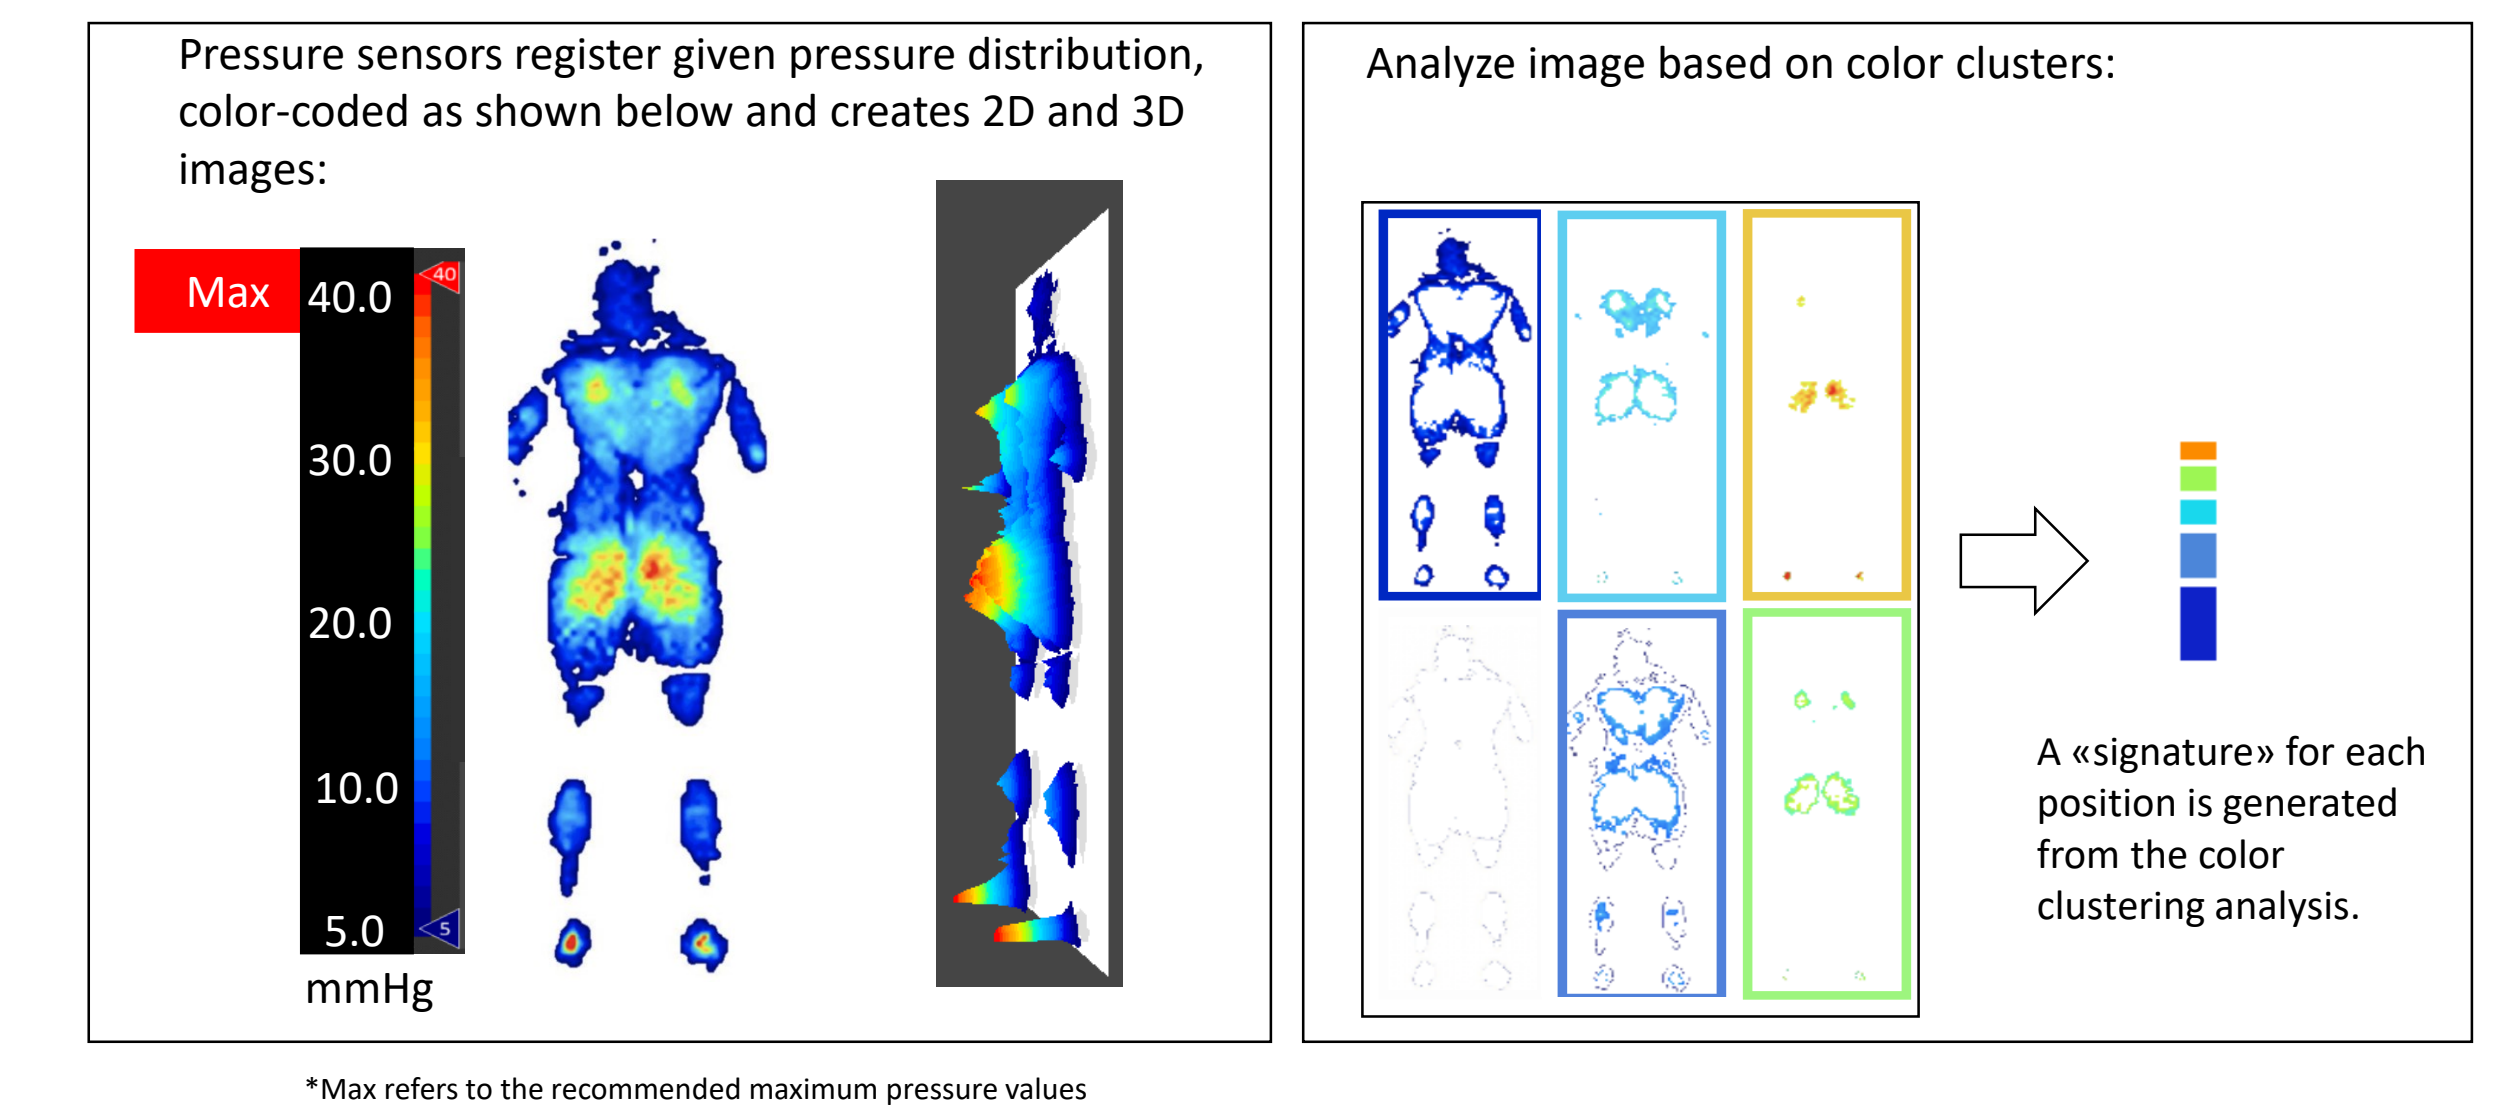 Pressure sensors register given pressure distribution,
color-coded as shown below and creates 2D and 3D
images:
Max
40.0
40
30.0
20.0
10.0
5.0
5
mmHg
Analyze image based on color clusters:
A «signature» for each
position is generated
from the color
clustering analysis.
*Max refers to the recommended maximum pressure values